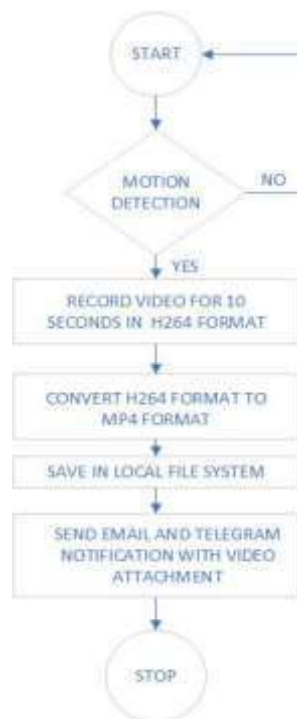 START
MOTION
DETECTION
NO
YES
RECORD VIDEO FOR 10
SECONDS IN H264 FORMAT
CONVERT H264 FORMAT TO
MP4 FORMAT
SAVE IN LOCAL FILE SYSTEM
SEND EMAIL AND TELEGRAM
NOTIFICATION WITH VIDEO
ATTACHMENT
STOP